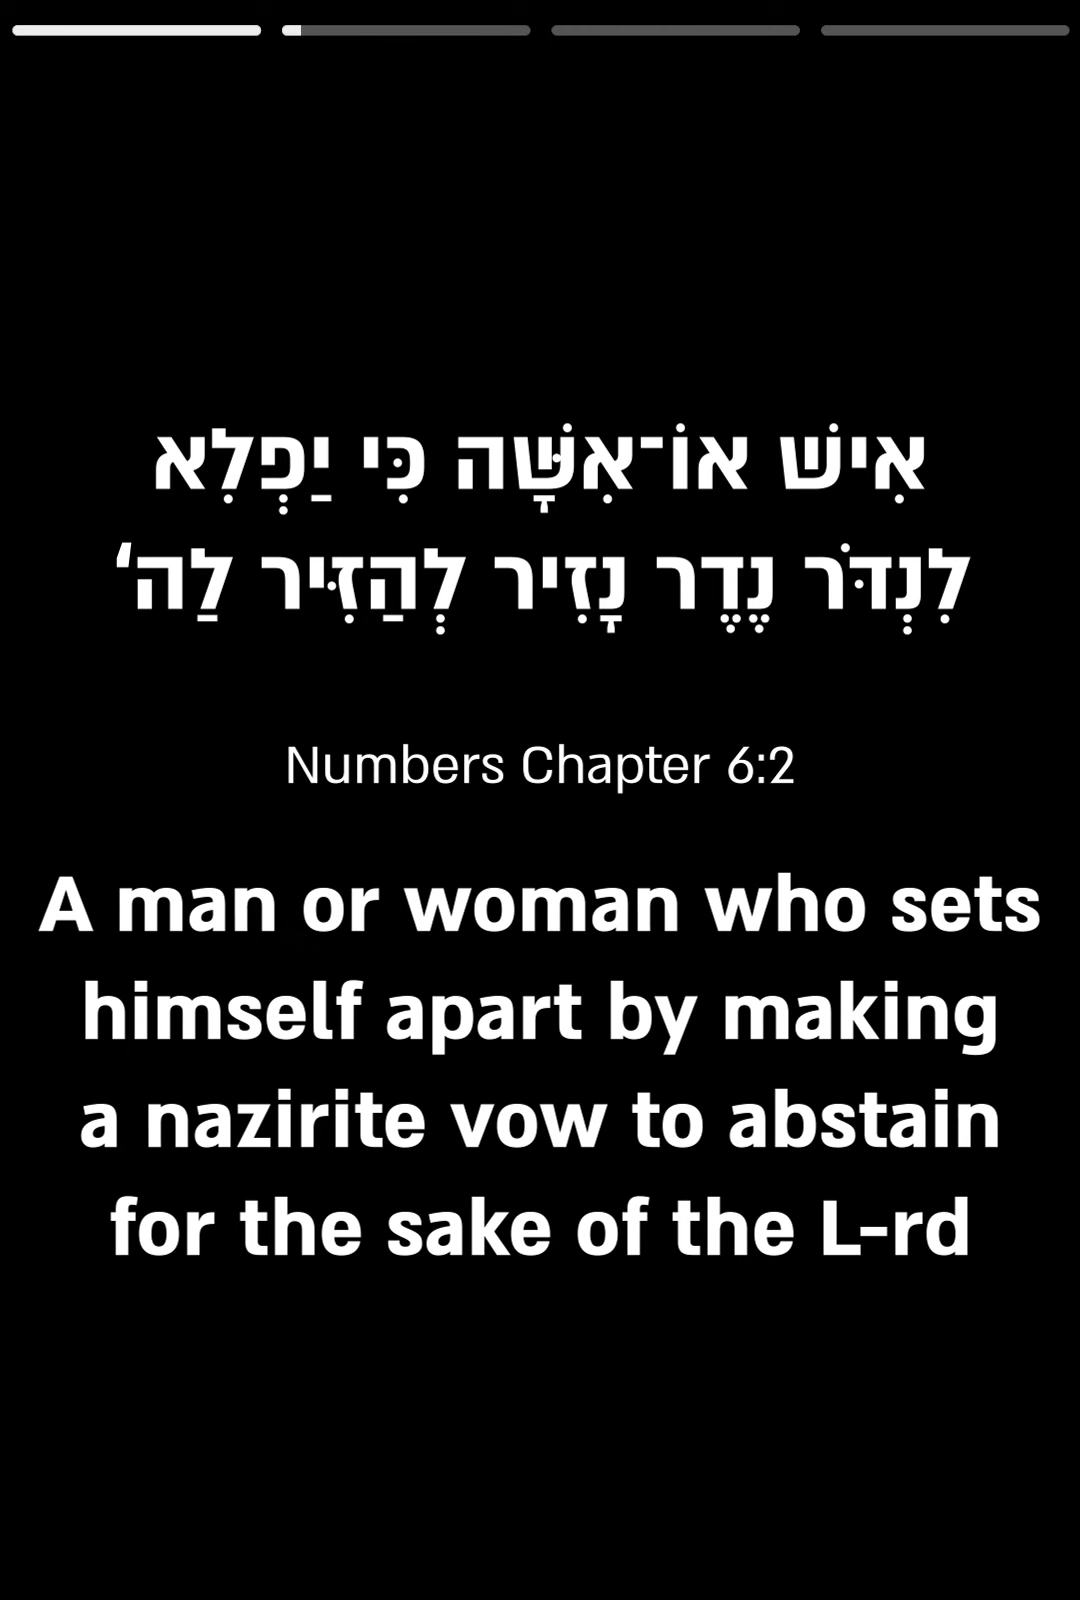 אִישׁ אוֹ־אִשָּׁה כִּי יַפְלִא
לִנְדֹּר נֶדֶר נָזִיר לְהַזִּיר לַה‘
Numbers Chapter 6:2
A man or woman who sets
himself apart by making
a nazirite vow to abstain
for the sake of the L-rd